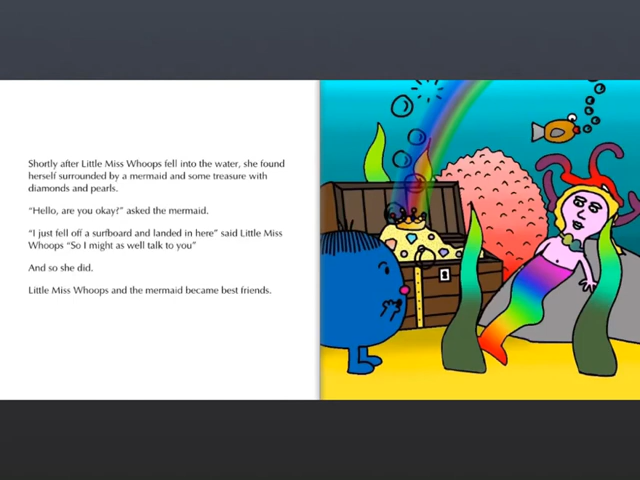 Shortly after Little Miss Whoops fell into the water, she found
herself surrounded by a mermaid and some treasure with
diamonds and pearls.
“Hello, are you okay?” asked the mermaid.
“I just fell off a surfboard and landed in here” said Little Miss
Whoops “So I might as well talk to you”
And so she did.
Little Miss Whoops and the mermaid became best friends.